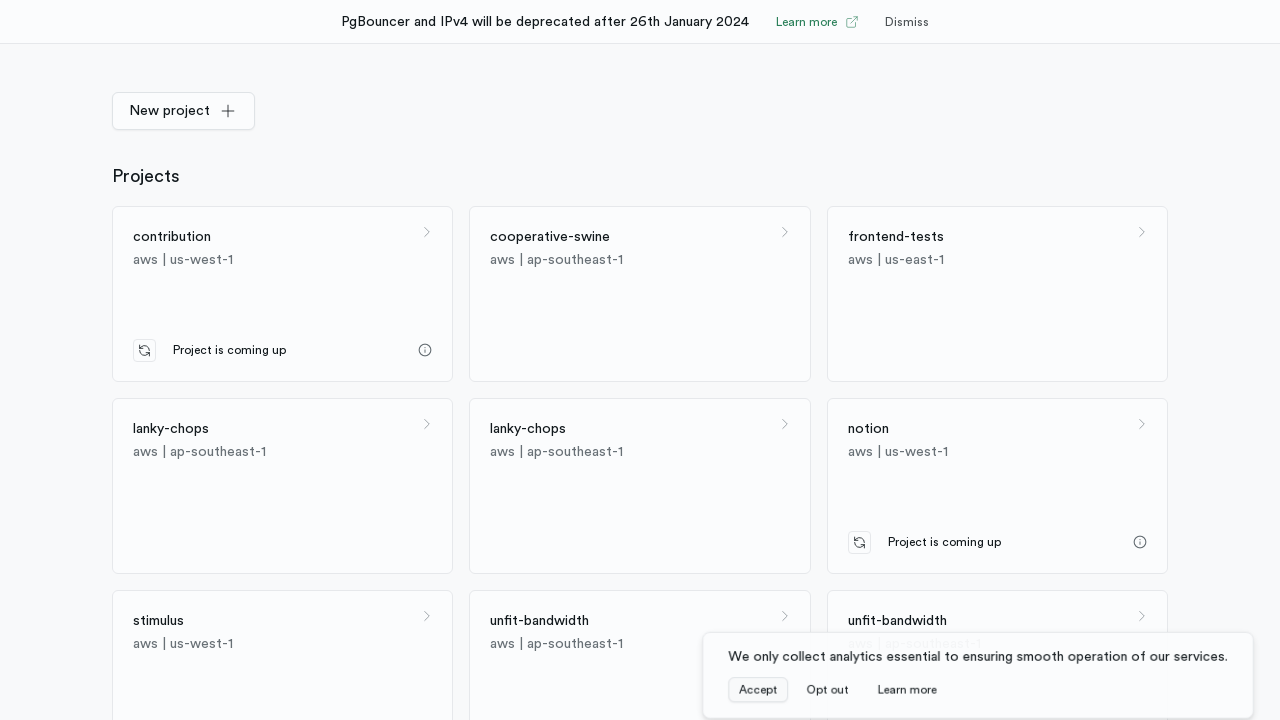 PgBouncer and IPv4 will be deprecated after 26th January 2024 Learn more Dismiss
New project
Projects
contribution
aws | us-west-1
Project is coming up
cooperative-swine
aws | ap-southeast-1
frontend-tests
aws | us-east-1
lanky-chops
aws | ap-southeast-1
lanky-chops
aws | ap-southeast-1
notion
aws | us-west-1
Project is coming up
stimulus
aws | us-west-1
unfit-bandwidth
aws | ap-southeast-1
unfit-bandwidth
We only collect analytics essential to ensuring smooth operation of our services.
Accept Opt out Learn more